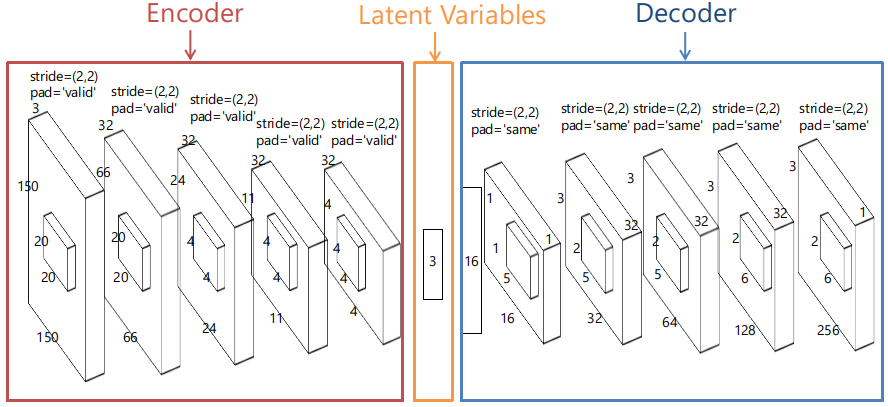 Encoder
Latent Variables
Decoder
stride=(2,2)
pad='valid'
3
150
20
20
150
stride=(2,2)
pad='valid'
32
66
20
20
66
stride=(2,2)
pad='valid'
32
24
4
4
24
stride=(2,2)
pad='valid'
32
11
4
4
11
stride=(2,2)
pad='valid'
32
4
4
4
4
3
16
stride=(2,2)
pad='same'
1
1
1
5
16
stride=(2,2)
pad='same'
3
32
2
5
32
stride=(2,2)
pad='same'
3
32
2
5
64
stride=(2,2)
pad='same'
3
32
2
6
128
stride=(2,2)
pad='same'
3
1
2
6
256